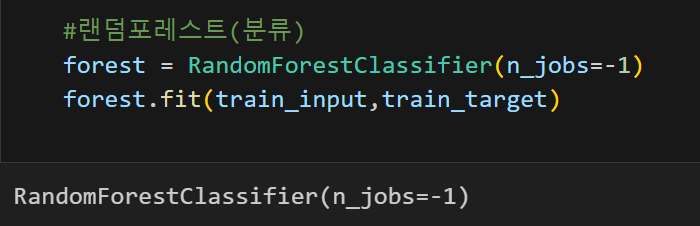 #랜덤포레스트(분류)
forest = RandomForestClassifier(n_jobs=-1)
forest.fit(train_input,train_target)
RandomForestClassifier(n_jobs=-1)